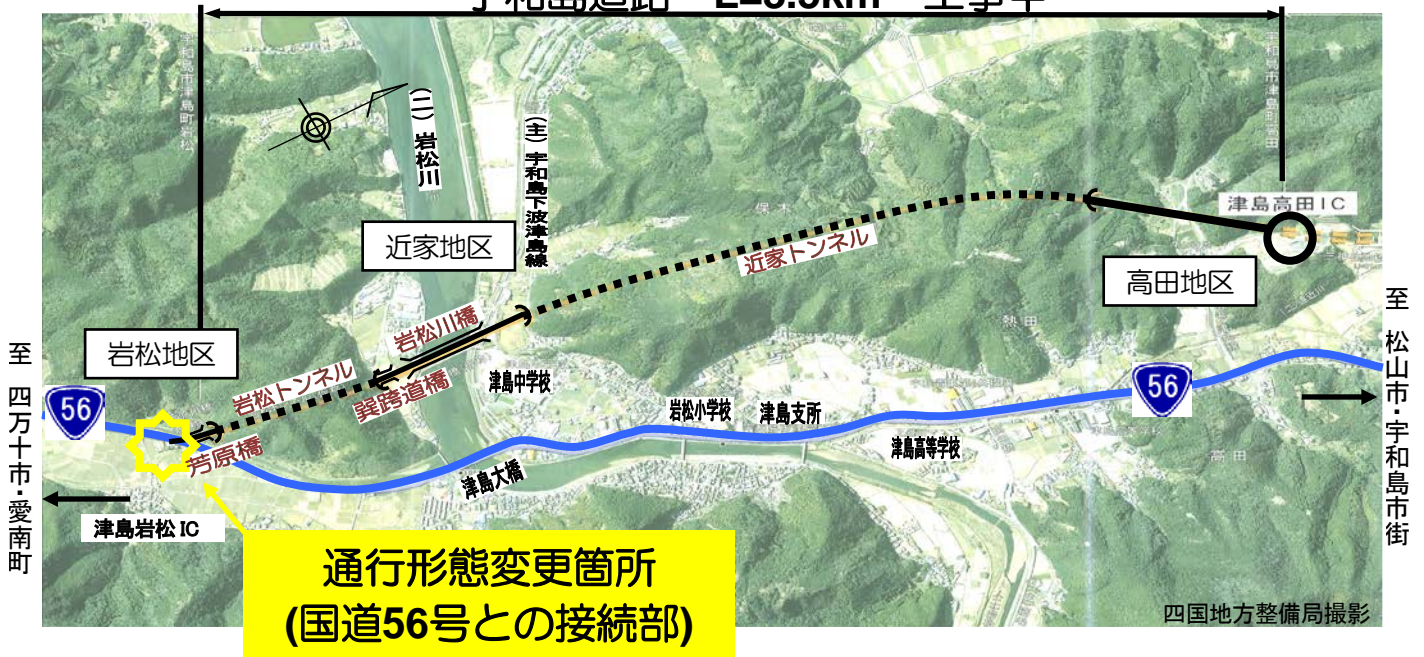 宇和島道路 L=3.8km 工事中
宇和島市津島町岩松
宇和島市津島町高田
(二)岩松川
(主)宇和島下波津島線
保木
津島高田IC
近家地区
近家トンネル
高田地区
熱田
岩松川橋
至 松山市・宇和島市街
岩松地区
至 四万十市・愛南町
岩松トンネル
巽跨道橋
津島中学校
56
56
岩松小学校
津島支所
津島高等学校
芳原橋
津島大橋
高田
津島岩松IC
通行形態変更箇所
(国道56号との接続部)
四国地方整備局撮影